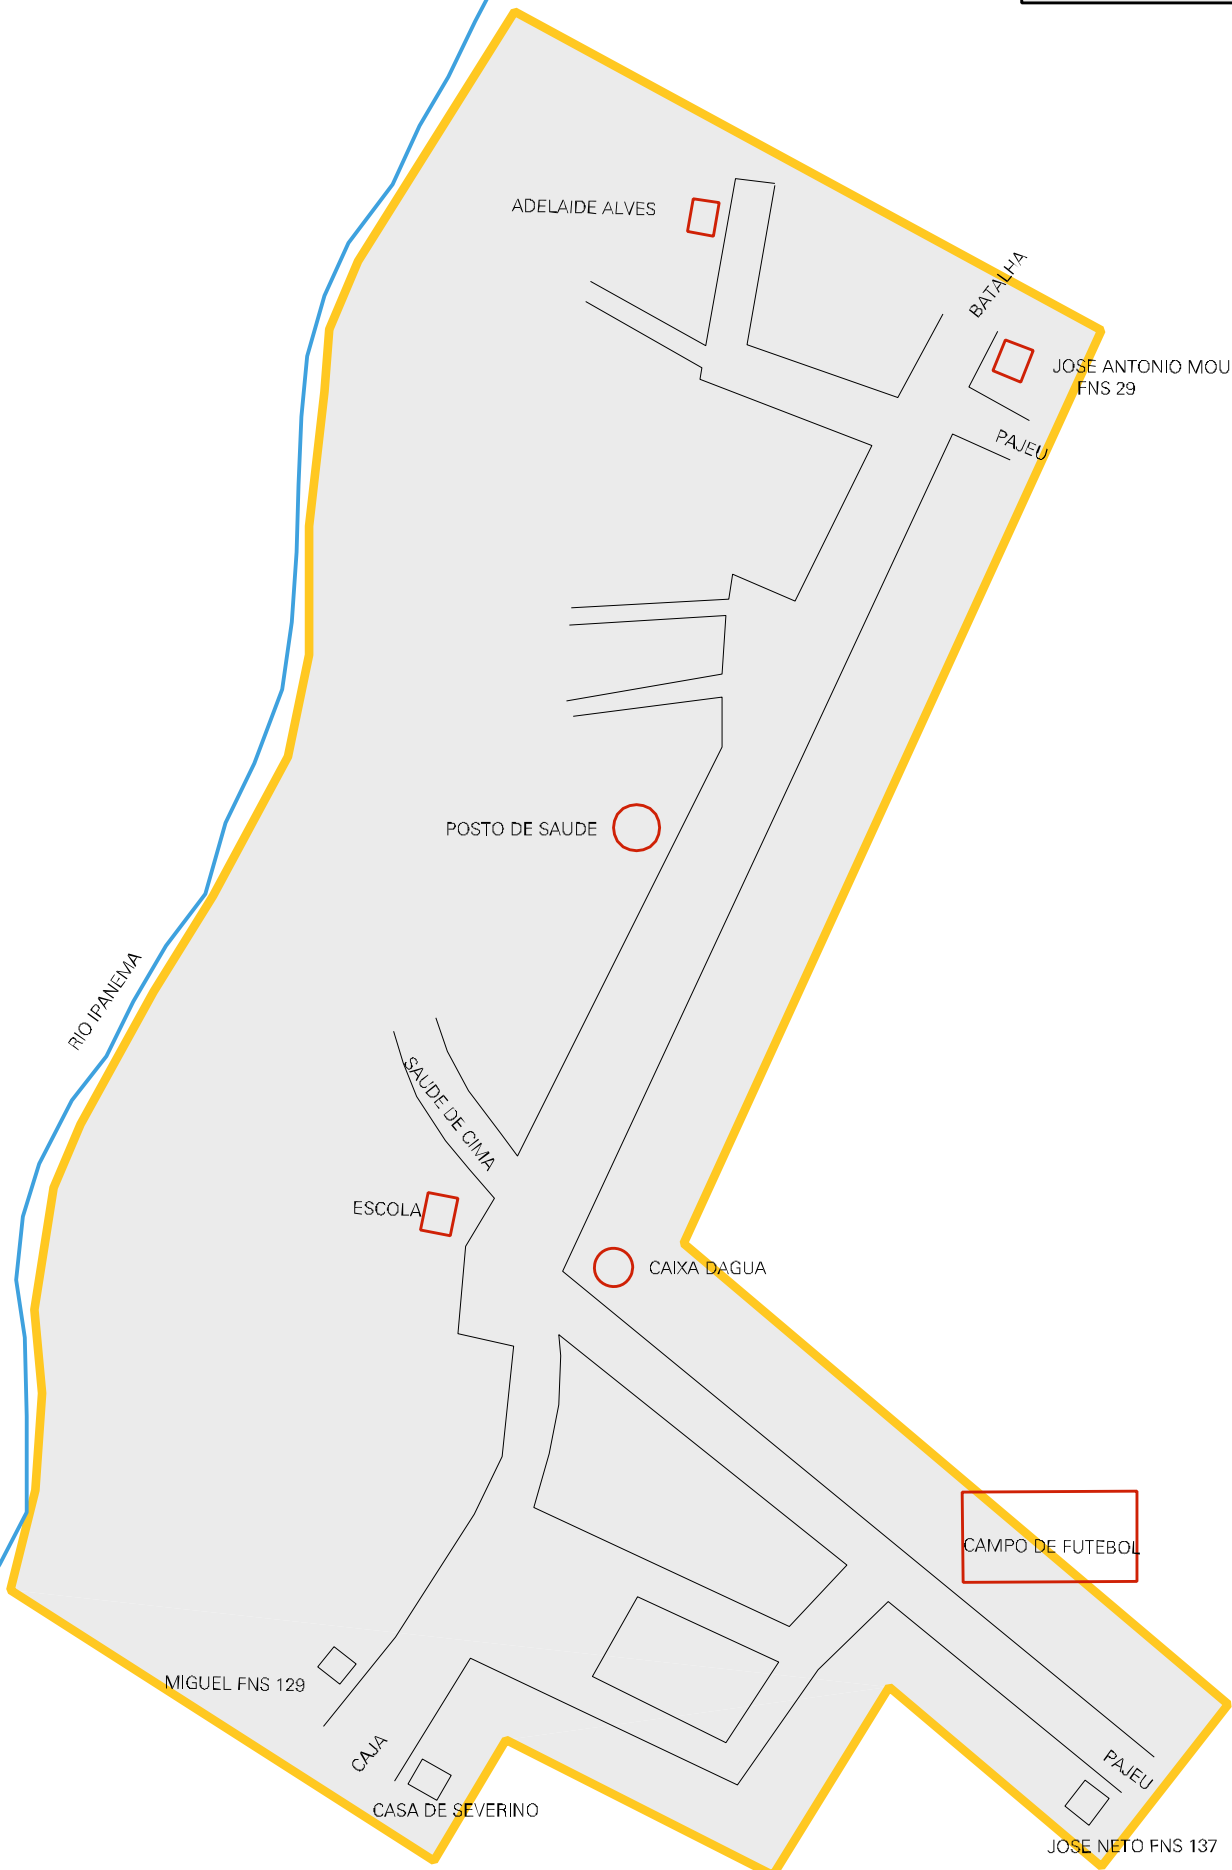 ADELAIDE ALVES
BATALHA
JOSE ANTONIO MOU
FNS 29
PAJEU
POSTO DE SAUDE
RIO IPANEMA
SAUDE DE CIMA
ESCOLA
CAIXA DAGUA
CAMPO DE FUTEBOL
MIGUEL FNS 129
CAJA
PAJEU
CASA DE SEVERINO
JOSE NETO FNS 137